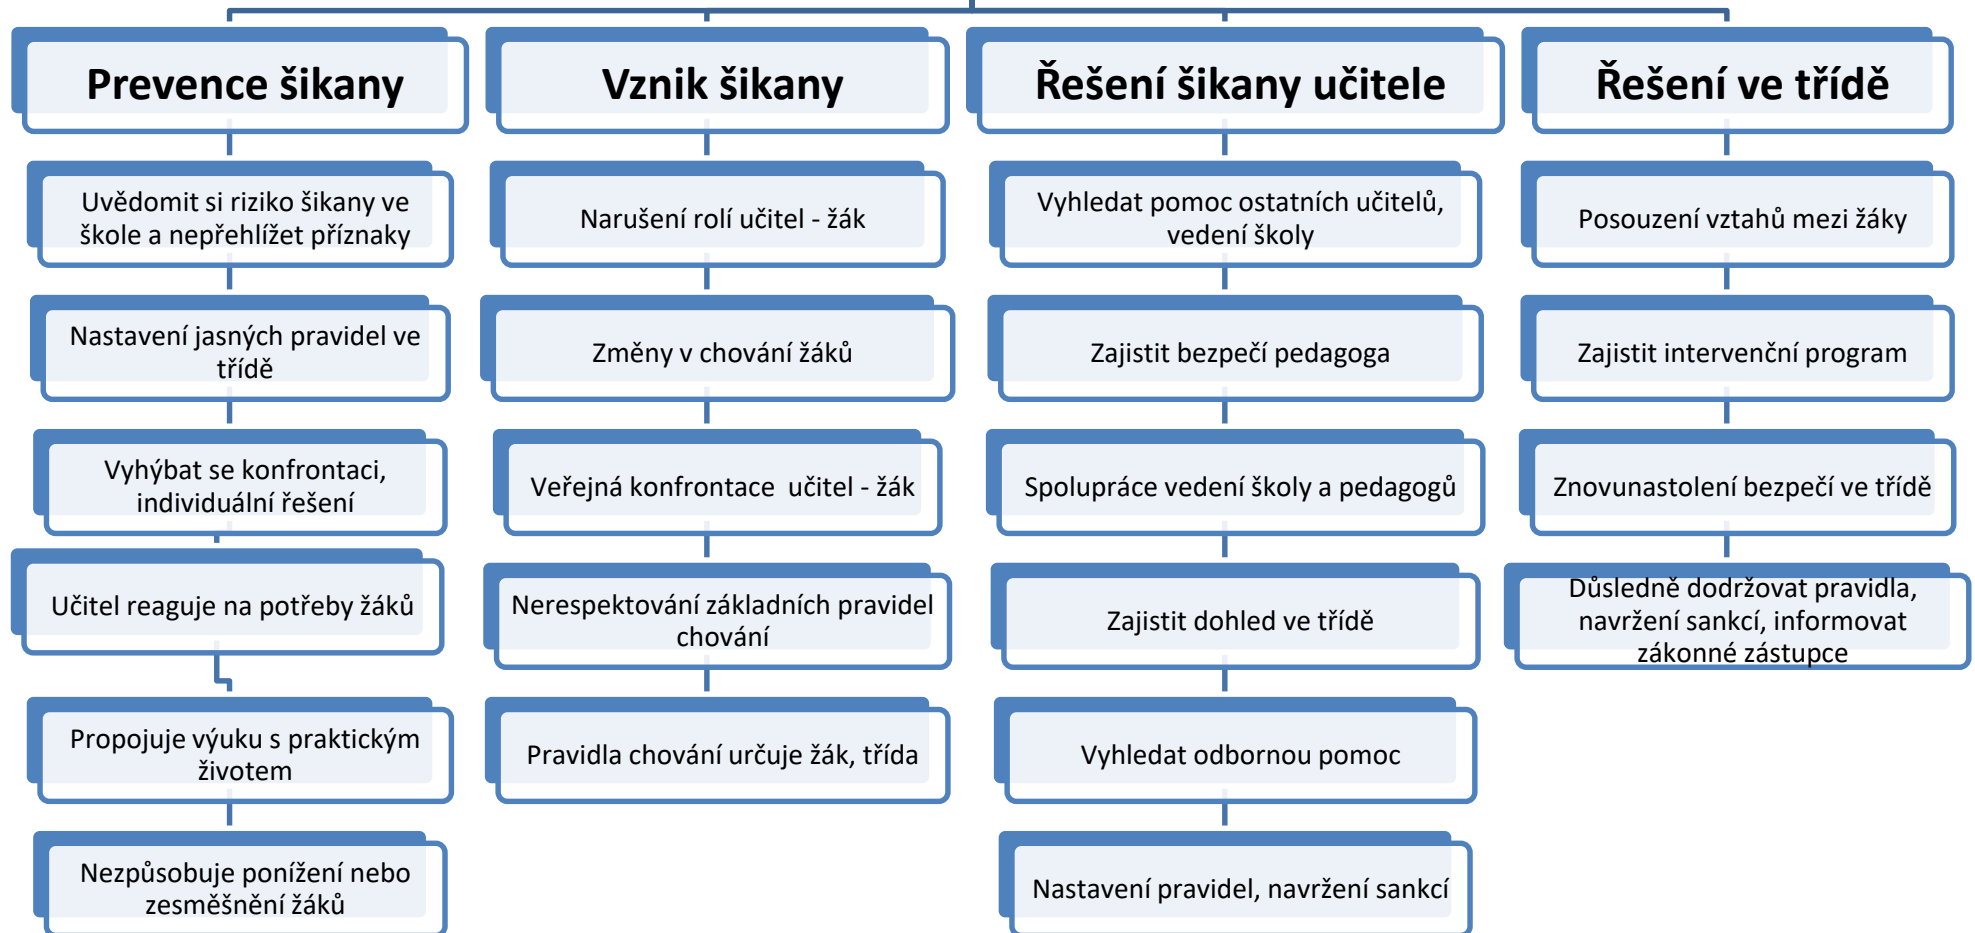 Prevence šikany
Uvědomit si riziko šikany ve
škole a nepřehlížet příznaky
Nastavení jasných pravidel ve
třídě
Vyhýbat se konfrontaci,
individuální řešení
Učitel reaguje na potřeby žáků
Propojuje výuku s praktickým
životem
Nezpůsobuje ponížení nebo
zesměšnění žáků
Vznik šikany
Narušení rolí učitel - žák
Změny v chování žáků
Veřejná konfrontace  učitel - žák
Nerespektování základních pravidel
chování
Pravidla chování určuje žák, třída
Řešení šikany učitele
Vyhledat pomoc ostatních učitelů,
vedení školy
Zajistit bezpečí pedagoga
Spolupráce vedení školy a pedagogů
Zajistit dohled ve třídě
Vyhledat odbornou pomoc
Nastavení pravidel, navržení sankcí
Řešení ve třídě
Posouzení vztahů mezi žáky
Zajistit intervenční program
Znovunastolení bezpečí ve třídě
Důsledně dodržovat pravidla,
navržení sankcí, informovat
zákonné zástupce